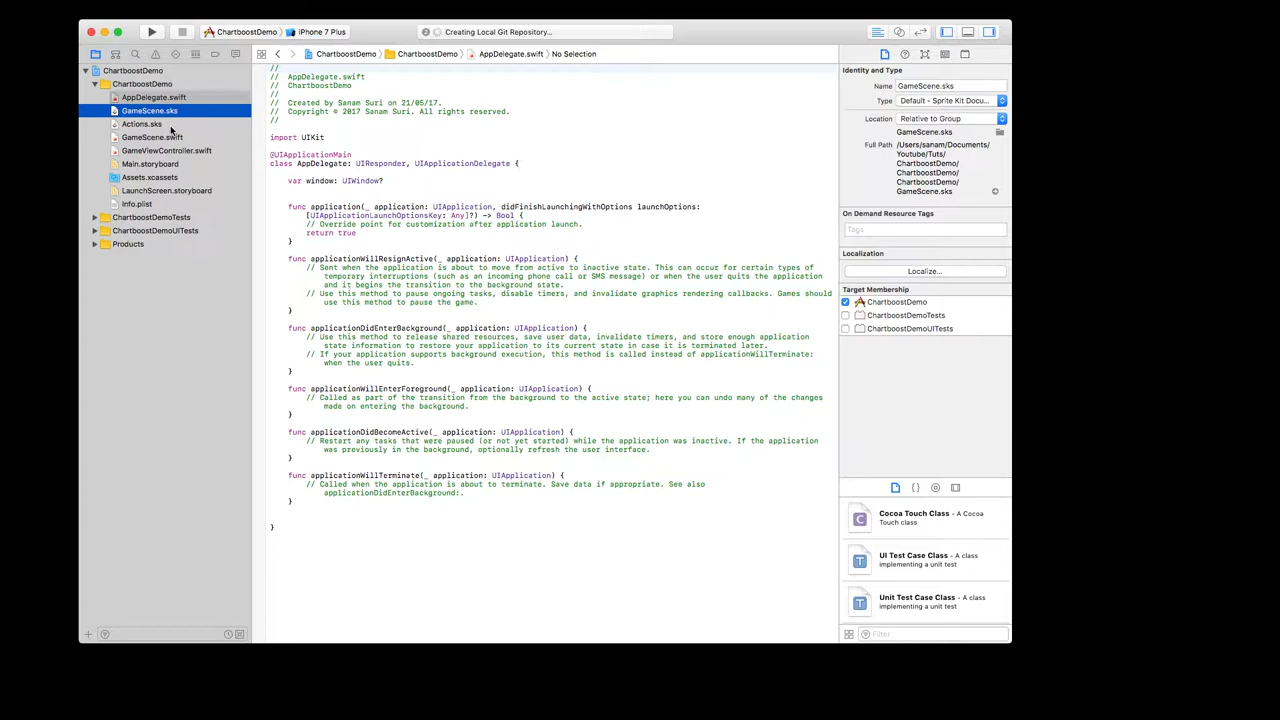 ChartboostDemo iPhone 7 Plus
Creating Local Git Repository...
ChartboostDemo ChartboostDemo AppDelegate.swift No Selection
ChartboostDemo
ChartboostDemo
AppDelegate.swift
GameScene.sks
Actions.sks
GameScene.swift
GameViewController.swift
Main.storyboard
Assets.xcassets
LaunchScreen.storyboard
Info.plist
ChartboostDemoTests
ChartboostDemoUITests
Products
//
// AppDelegate.swift
// ChartboostDemo
//
// Created by Sanam Suri on 21/05/17.
// Copyright © 2017 Sanam Suri. All rights reserved.
//
import UIKit
@UIApplicationMain
class AppDelegate: UIResponder, UIApplicationDelegate {
var window: UIWindow?
func application(_ application: UIApplication, didFinishLaunchingWithOptions launchOptions:
[UIApplicationLaunchOptionsKey: Any]?) -> Bool {
// Override point for customization after application launch.
return true
}
func applicationWillResignActive(_ application: UIApplication) {
// Sent when the application is about to move from active to inactive state. This can occur for certain types of
temporary interruptions (such as an incoming phone call or SMS message) or when the user quits the application
and it begins the transition to the background state.
// Use this method to pause ongoing tasks, disable timers, and invalidate graphics rendering callbacks. Games should
use this method to pause the game.
}
func applicationDidEnterBackground(_ application: UIApplication) {
// Use this method to release shared resources, save user data, invalidate timers, and store enough application
state information to restore your application to its current state in case it is terminated later.
// If your application supports background execution, this method is called instead of applicationWillTerminate:
when the user quits.
}
func applicationWillEnterForeground(_ application: UIApplication) {
// Called as part of the transition from the background to the active state; here you can undo many of the changes
made on entering the background.
}
func applicationDidBecomeActive(_ application: UIApplication) {
// Restart any tasks that were paused (or not yet started) while the application was inactive. If the application
was previously in the background, optionally refresh the user interface.
}
func applicationWillTerminate(_ application: UIApplication) {
// Called when the application is about to terminate. Save data if appropriate. See also
applicationDidEnterBackground:.
}
}
Identity and Type
Name GameScene.sks
Type Default - Sprite Kit Docu...
Location Relative to Group
GameScene.sks
Full Path /Users/sanam/Documents/
Youtube/Tuts/
ChartboostDemo/
ChartboostDemo/
ChartboostDemo/
GameScene.sks
On Demand Resource Tags
Tags
Localization
Localize...
Target Membership
ChartboostDemo
ChartboostDemoTests
ChartboostDemoUITests
Cocoa Touch Class - A Cocoa
Touch class
UI Test Case Class - A class
implementing a unit test
Unit Test Case Class - A class
implementing a unit test
Filter